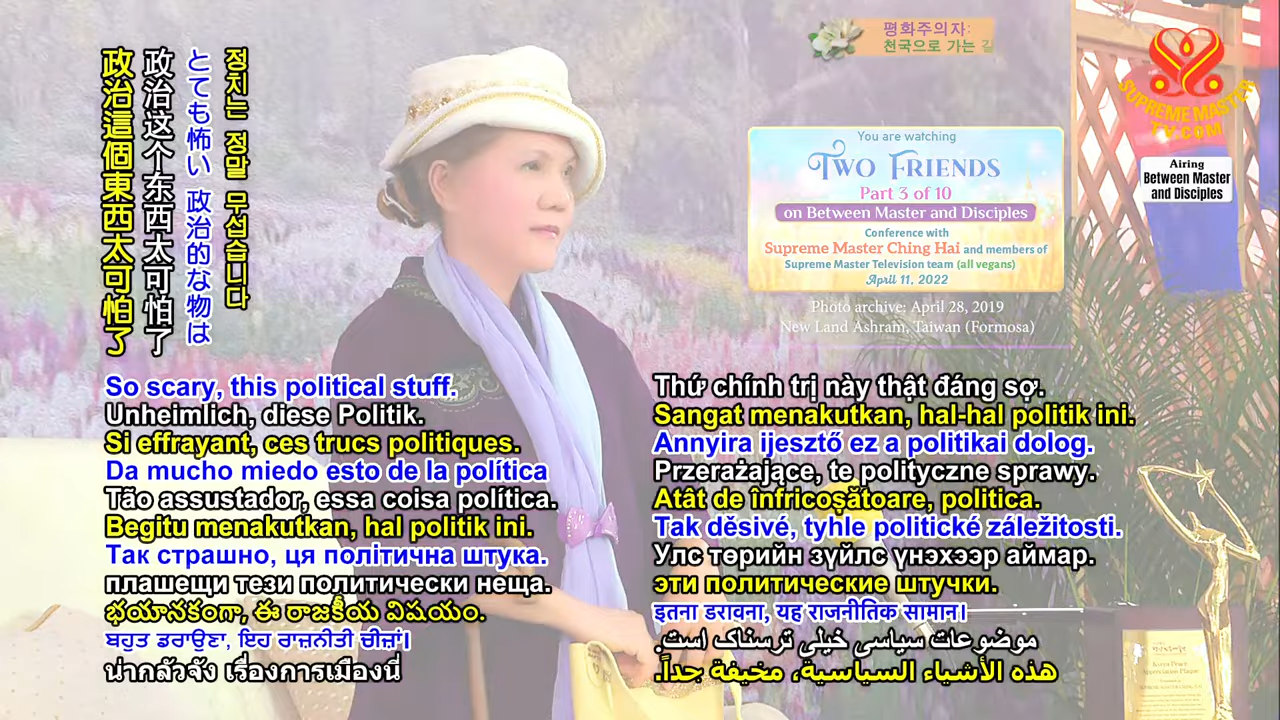 정치는 정말 무섭습니다
とても怖い 政治的な物は
政治这个东西太可怕了
政治這個東西太可怕了
평화주의자:
천국으로 가는 길
SUPREME MASTER
TV.COM
Airing
Between Master
and Disciples
You are watching
Two Friends
Part 3 of 10
on Between Master and Disciples
Conference with
Supreme Master Ching Hai and members of
Supreme Master Television team (all vegans)
April 11, 2022
Photo archive: April 28, 2019
New Land Ashram, Taiwan (Formosa)
So scary, this political stuff.
Unheimlich, diese Politik.
Si effrayant, ces trucs politiques.
Da mucho miedo esto de la política
Tão assustador, essa coisa política.
Begitu menakutkan, hal politik ini.
Так страшно, ця політична штука.
плашещи тези политически неща.
భయానకంగా, ఈ రాజకీయ విషయం.
ਬਹੁਤ ਡਰਾਉਣਾ, ਇਹ ਰਾਜ਼ਨੀਤੀ ਚੀਜ਼ਾਂ।
น่ากลัวจัง เรื่องการเมืองนี่
Thứ chính trị này thật đáng sợ.
Sangat menakutkan, hal-hal politik ini.
Annyira ijesztő ez a politikai dolog.
Przerażające, te polityczne sprawy.
Atât de înfricoșătoare, politica.
Tak děsivé, tyhle politické záležitosti.
Улс төрийн зүйлс үнэхээр аймар.
эти политические штучки.
इतना डरावना, यह राजनीतिक सामान।
موضوعات سیاسی خیلی ترسناک است.
هذه الأشياء السياسية، مخيفة جداً.
Korea Peace
Appreciation Plaque